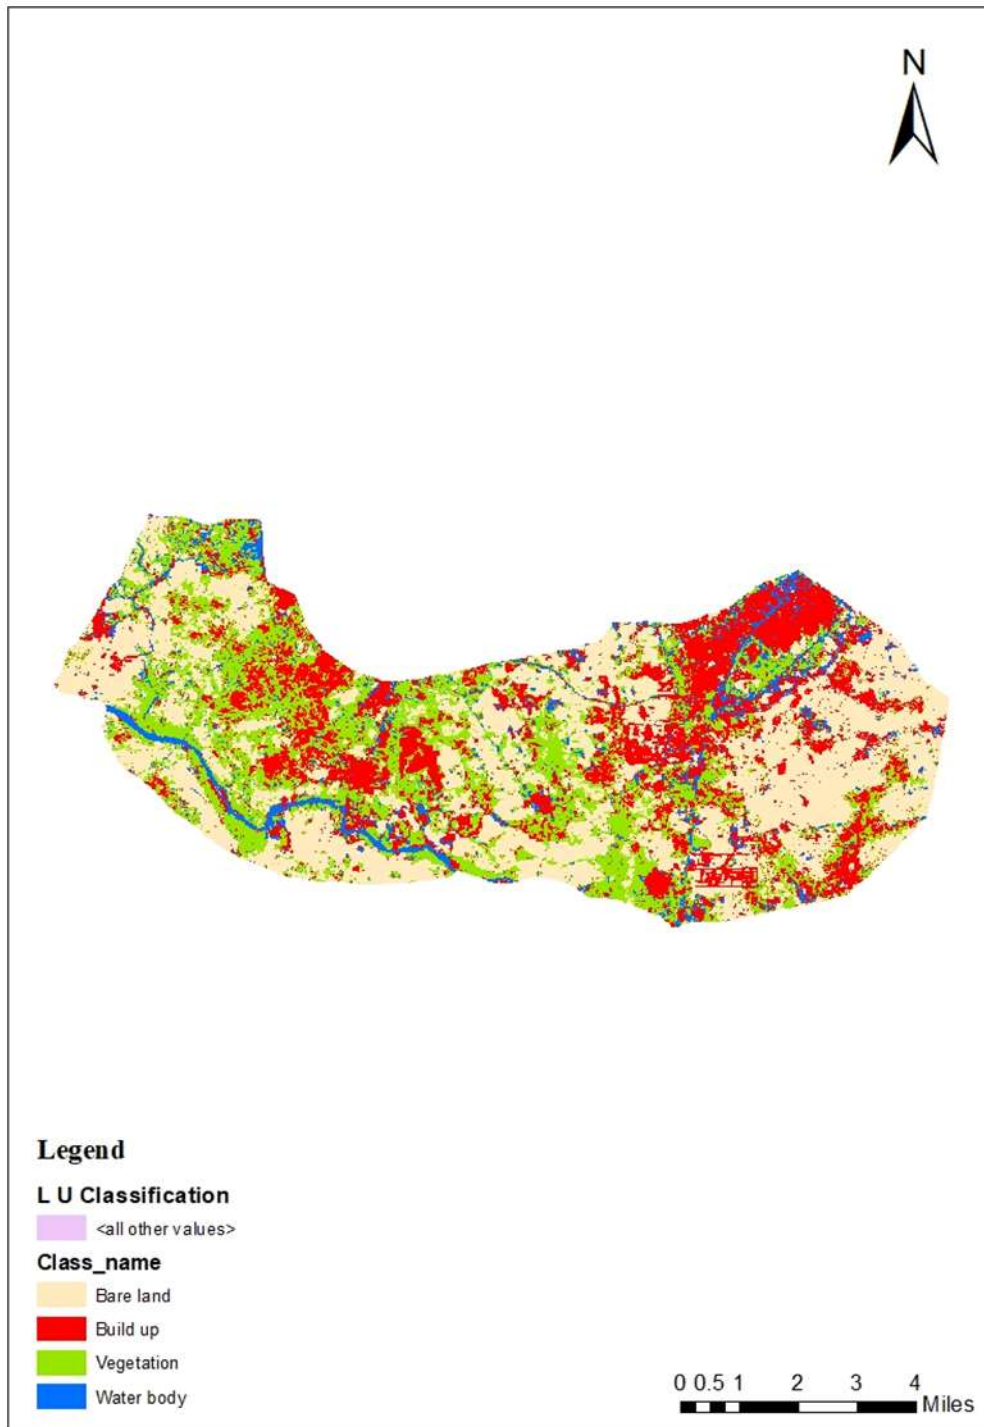 N
Legend
L U Classification
<all other values>
Class_name
Bare land
Build up
Vegetation
Water body
0 0.5 1 2 3 4
Miles